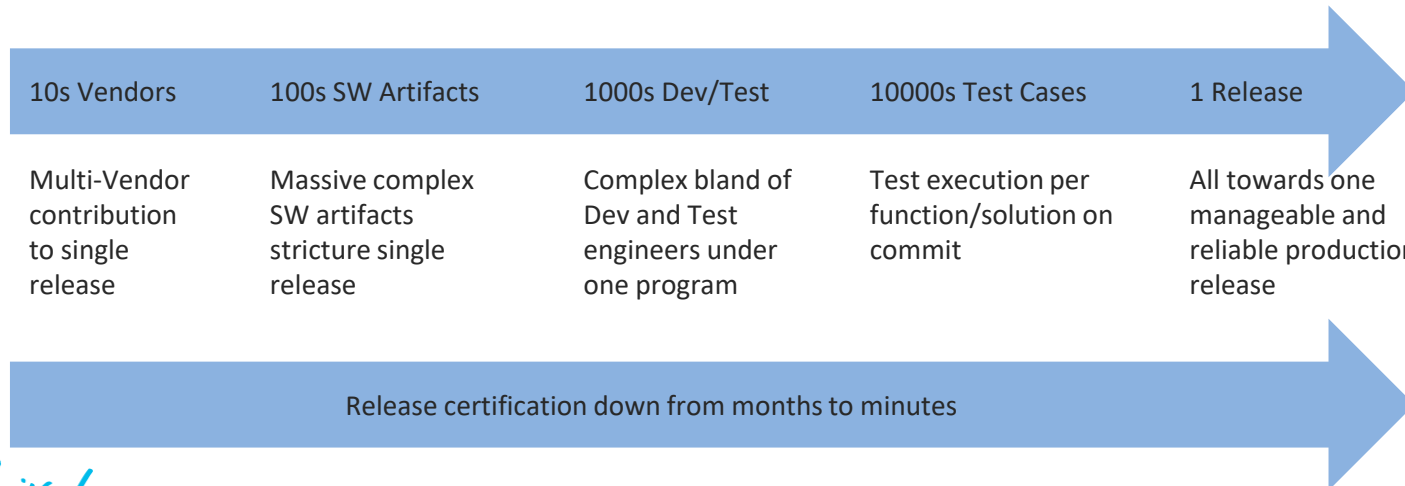 10s Vendors
100s SW Artifacts
1000s Dev/Test
10000s Test Cases
1 Release
Multi-Vendor
contribution
to single
release
Massive complex
SW artifacts
stricture single
release
Complex bland of
Dev and Test
engineers under
one program
Test execution per
function/solution on
commit
All towards one
manageable and
reliable production
release
Release certification down from months to minutes